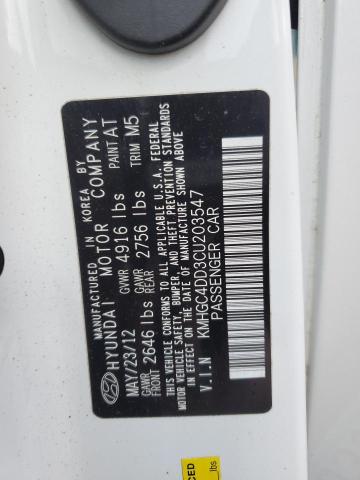 MANUFACTURED IN KOREA BY
HYUNDAI MOTOR COMPANY
MAY/23/12 GVWR 4916 lbs PAINT AT
GAWR FRONT 2646 lbs GAWR REAR 2756 lbs TRIM M5
THIS VEHICLE CONFORMS TO ALL APPLICABLE U.S.A. FEDERAL
MOTOR VEHICLE SAFETY, BUMPER, AND THEFT PREVENTION STANDARDS
IN EFFECT ON THE DATE OF MANUFACTURE SHOWN ABOVE
V.I.N KMHGC4DD3CU203547
PASSENGER CAR
CED
lbs